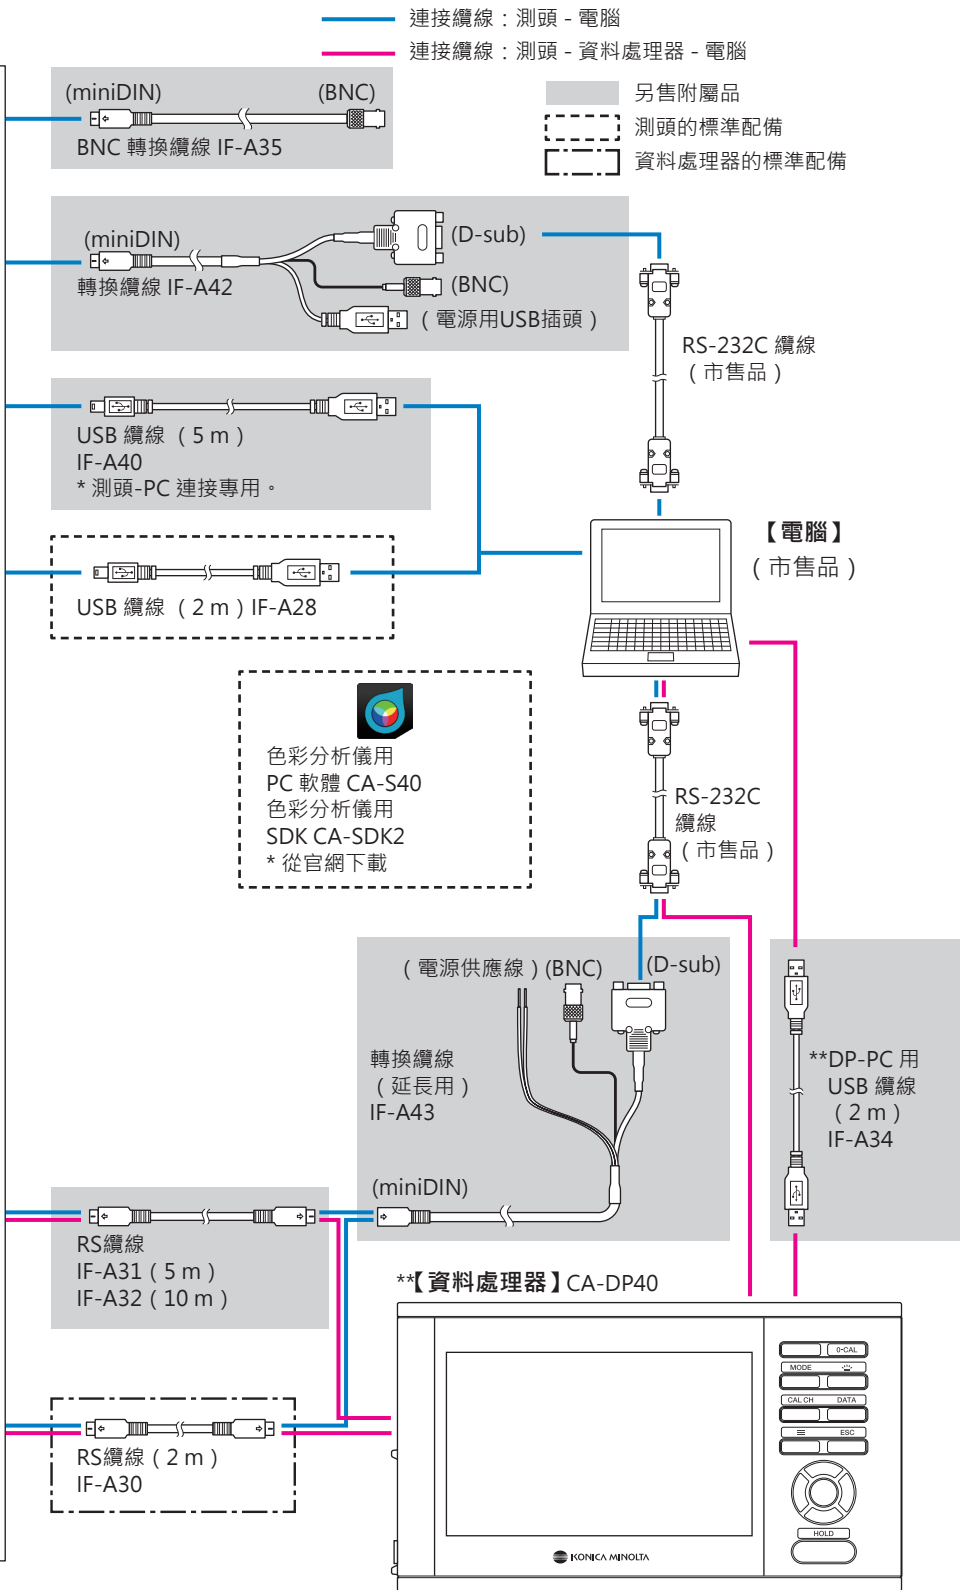 連接纜線：測頭 - 電腦
連接纜線：測頭 - 資料處理器 - 電腦
另售附屬品
測頭的標準配備
資料處理器的標準配備
(miniDIN)
(BNC)
BNC 轉換纜線 IF-A35
(miniDIN)
(D-sub)
轉換纜線 IF-A42
(BNC)
（電源用USB插頭）
RS-232C 纜線
（市售品）
USB 纜線 （5 m）
IF-A40
* 測頭-PC 連接專用。
【電腦】
（市售品）
USB 纜線 （2 m）IF-A28
色彩分析儀用
PC 軟體 CA-S40
色彩分析儀用
SDK CA-SDK2
* 從官網下載
RS-232C
纜線
（市售品）
（電源供應線）(BNC)
(D-sub)
轉換纜線
（延長用）
IF-A43
(miniDIN)
**DP-PC 用
USB 纜線
（2 m）
IF-A34
RS纜線
IF-A31（5 m）
IF-A32（10 m）
**【資料處理器】CA-DP40
0-CAL
MODE
CAL CH
DATA
ESC
HOLD
KONICA MINOLTA
RS纜線（2 m）
IF-A30